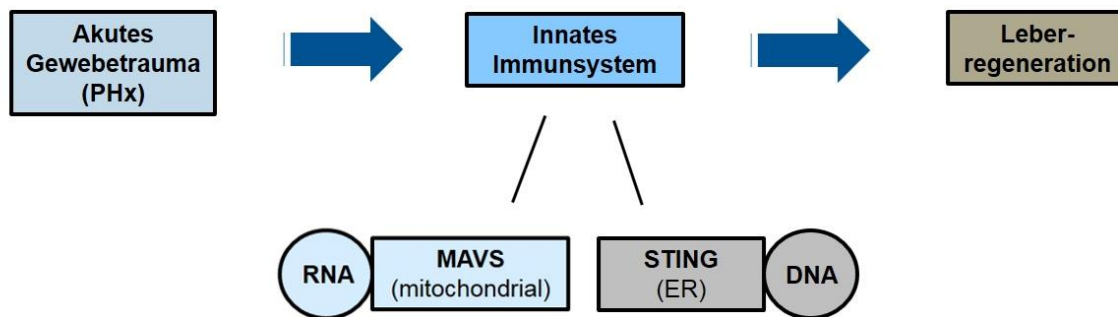 Akutes
Gewebetrauma
(PHx)
Innates
Immunsystem
Leber-
regeneration
RNA
MAVS
(mitochondrial)
STING
(ER)
DNA